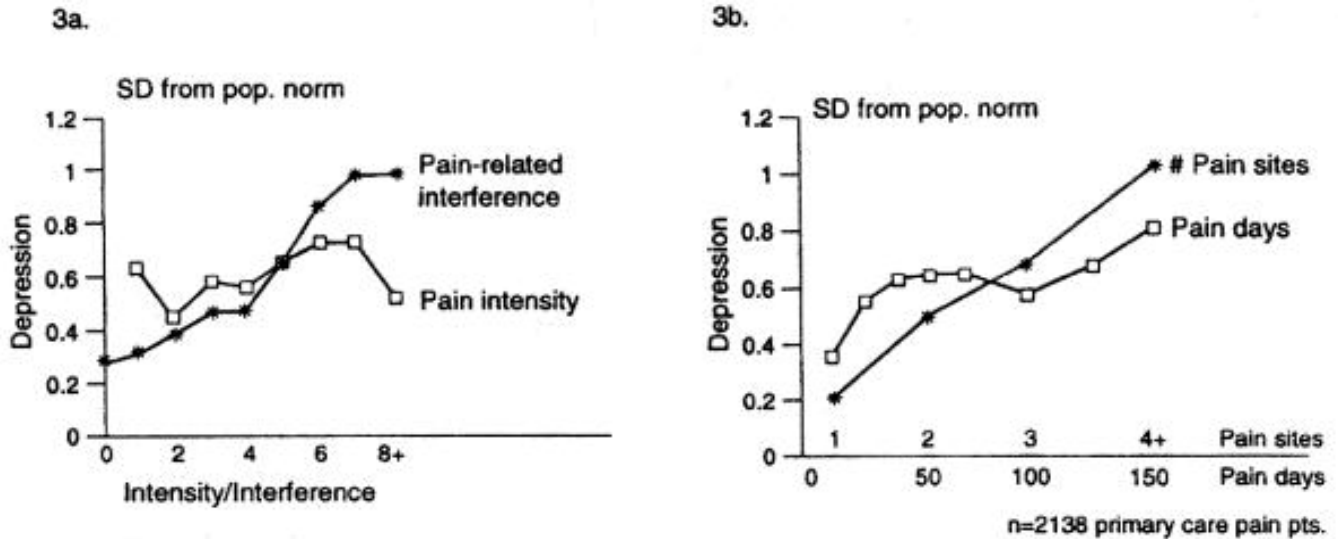 3a.
SD from pop. norm
1.2
1
0.8
0.6
0.4
0.2
0
Depression
Pain-related
interference
Pain intensity
0 2 4 6 8+
Intensity/Interference
3b.
SD from pop. norm
1.2
1
0.8
0.6
0.4
0.2
0
Depression
# Pain sites
Pain days
1 2 3 4+ Pain sites
0 50 100 150 Pain days
n=2138 primary care pain pts.